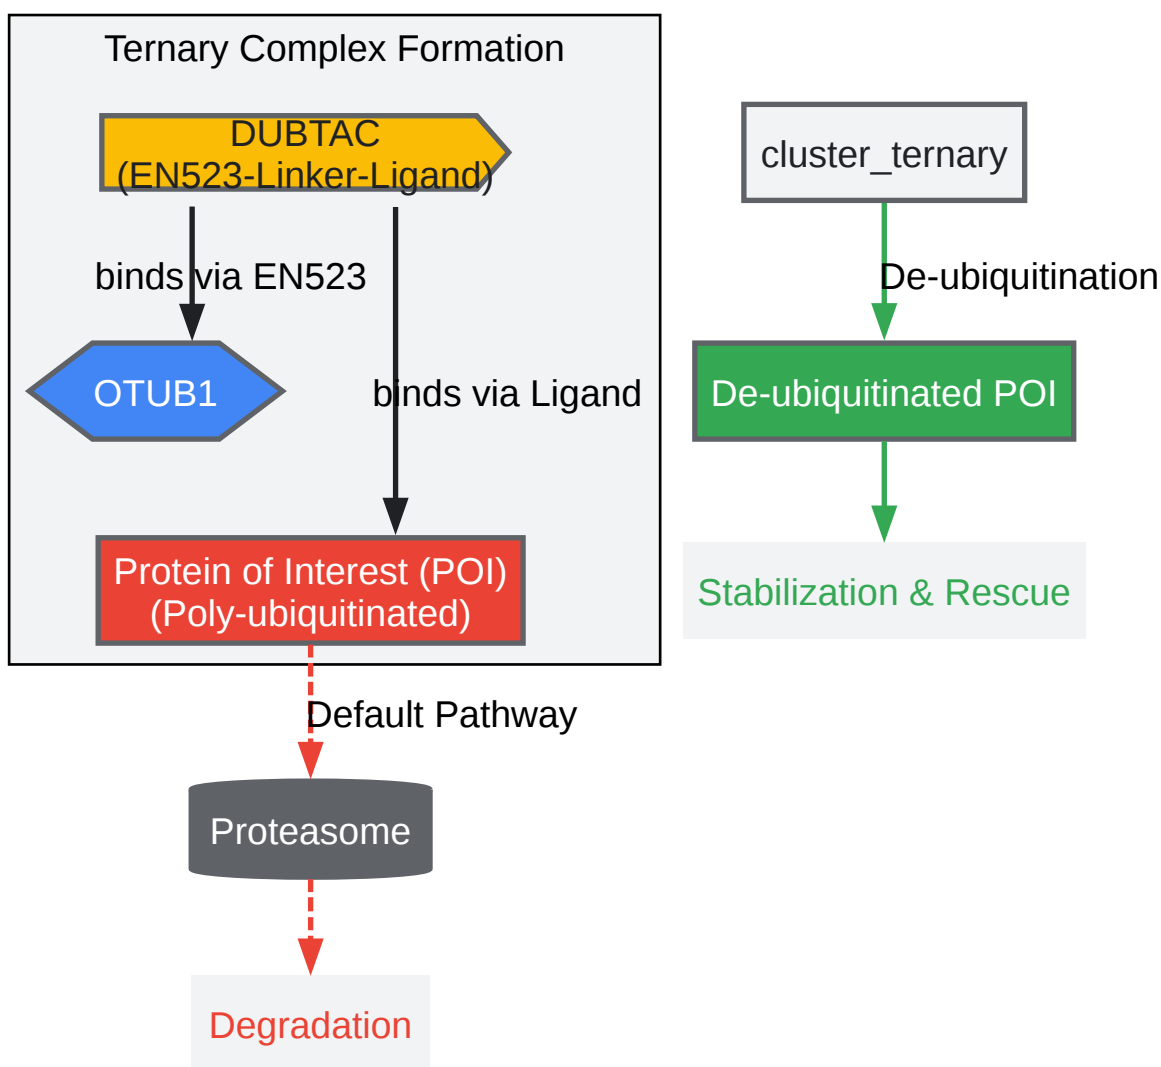 Ternary Complex Formation
DUBTAC
(EN523-Linker-Ligand)
binds via EN523
OTUB1
binds via Ligand
Protein of Interest (POI)
(Poly-ubiquitinated)
Default Pathway
Proteasome
Degradation
cluster_ternary
De-ubiquitination
De-ubiquitinated POI
Stabilization & Rescue